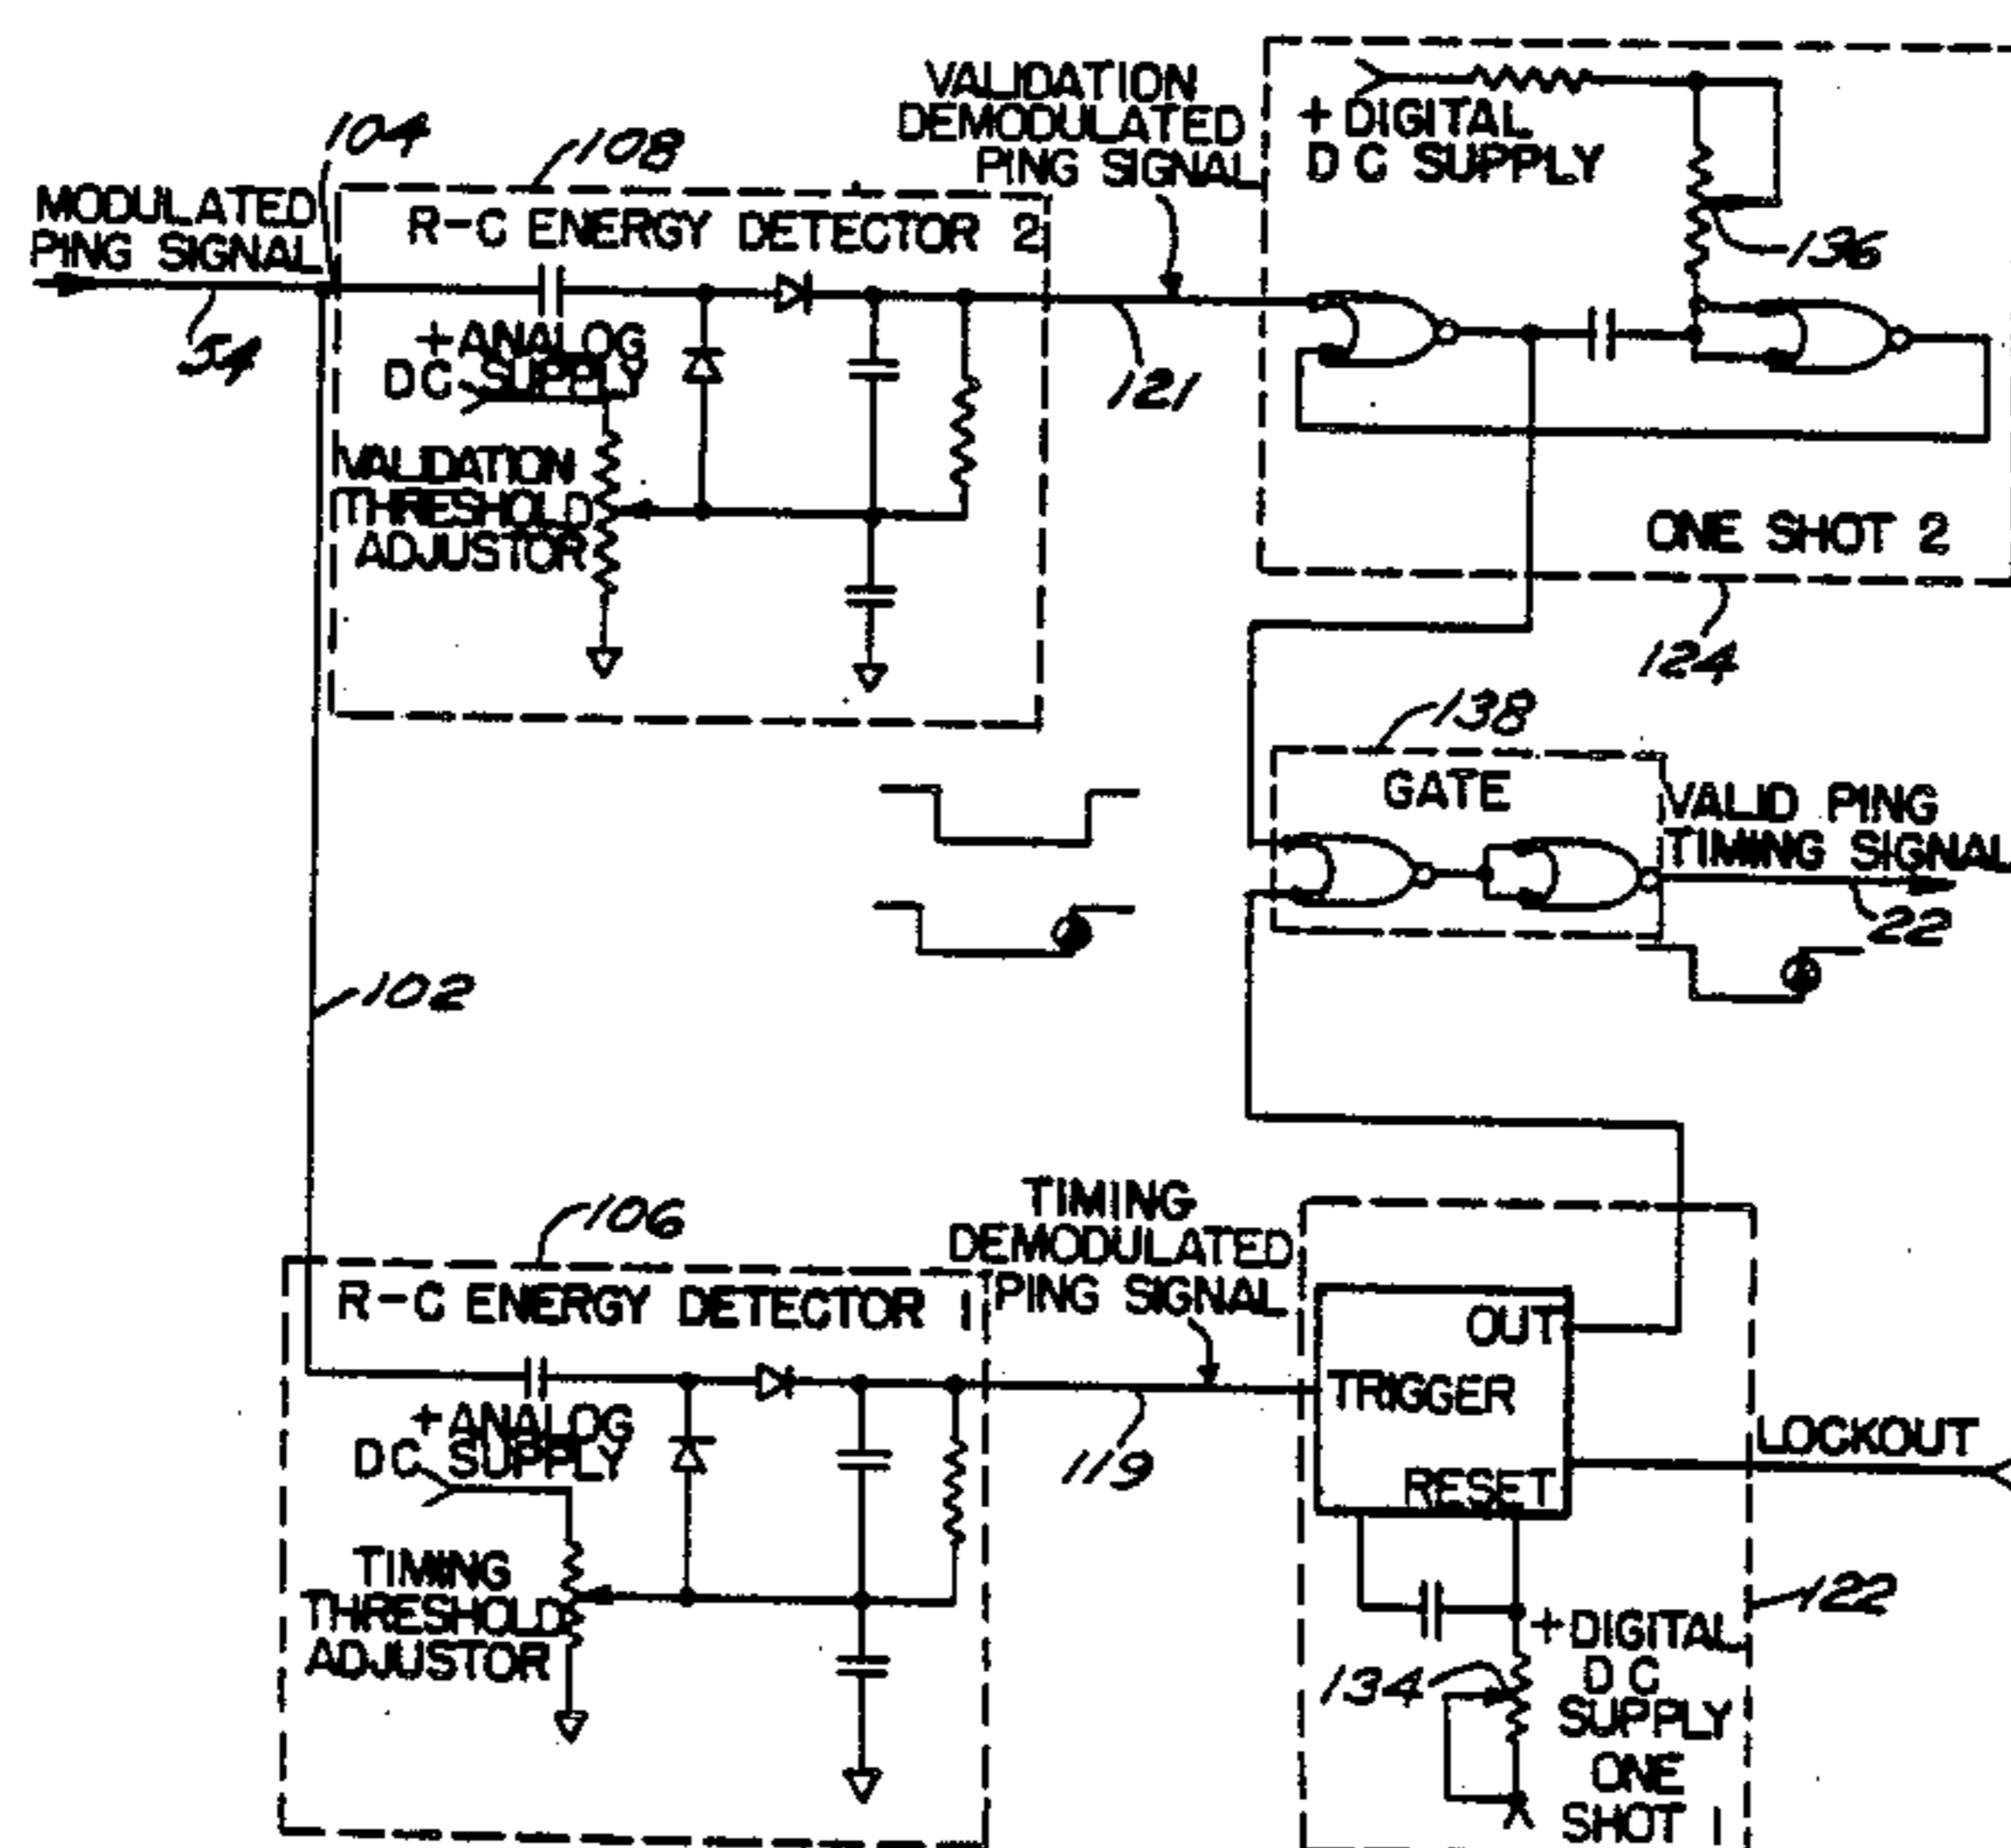 104
108
MODULATED
PING SIGNAL
54
R-C ENERGY DETECTOR 2
+ANALOG
DC SUPPLY
VALIDATION
THRESHOLD
ADJUSTOR
VALIDATION
DEMODULATED
PING SIGNAL
121
+DIGITAL
DC SUPPLY
136
ONE SHOT 2
124
138
GATE
VALID PING
TIMING SIGNAL
22
102
106
R-C ENERGY DETECTOR 1
+ANALOG
DC SUPPLY
TIMING
THRESHOLD
ADJUSTOR
TIMING
DEMODULATED
PING SIGNAL
119
OUT
TRIGGER
RESET
LOCKOUT
122
134
+DIGITAL
DC
SUPPLY
ONE
SHOT 1